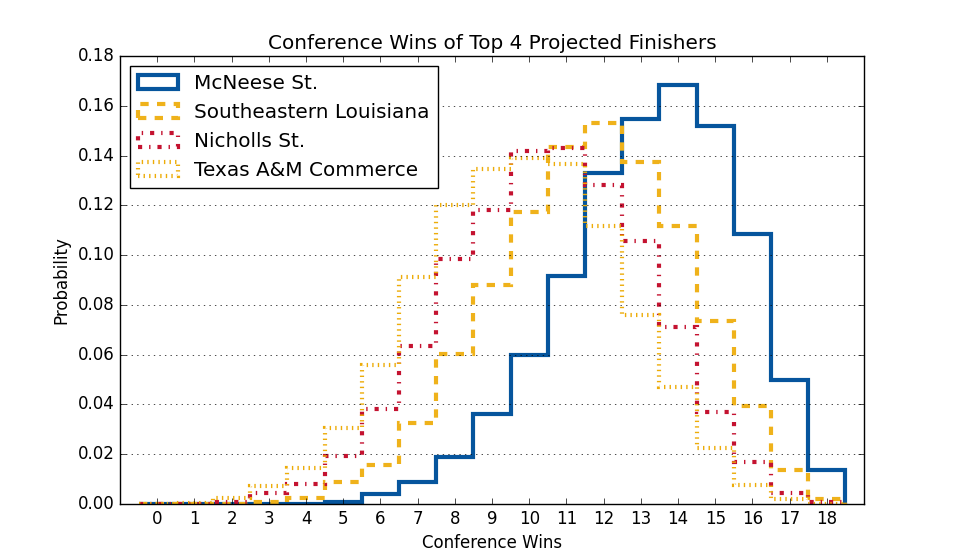 Conference Wins of Top 4 Projected Finishers
0.18
0.16
0.14
0.12
0.10
0.08
0.06
0.04
0.02
0.00
Probability
McNeese St.
Southeastern Louisiana
Nicholls St.
Texas A&M Commerce
0 1 2 3 4 5 6 7 8 9 10 11 12 13 14 15 16 17 18
Conference Wins